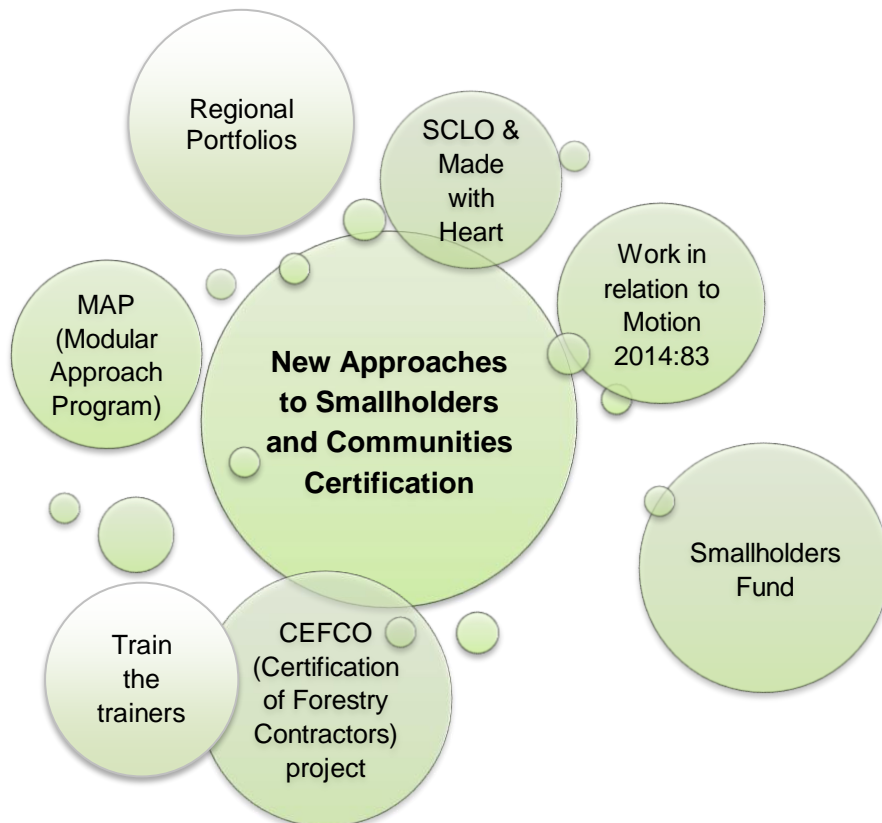 Regional
Portfolios
SCLO &
Made
with
Heart
Work in
relation to
Motion
2014:83
MAP
(Modular
Approach
Program)
New Approaches
to Smallholders
and Communities
Certification
Smallholders
Fund
Train
the
trainers
CEFCO
(Certification
of Forestry
Contractors)
project